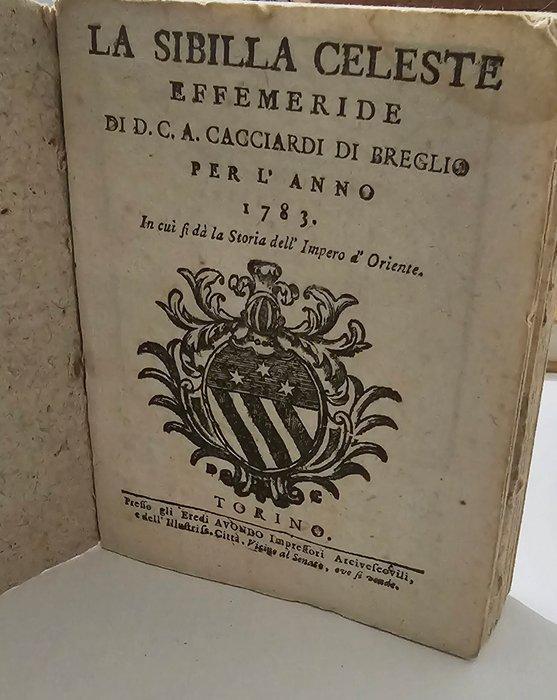 LA SIBILLA CELESTE
EFFEMERIDE
DI D. C. A. CACCIARDI DI BREGLIO
PER L' ANNO
1783.
In cui ſi dà la Storia dell' Impero d' Oriente.
TORINO.
Preſſo gli Eredi AVONDO Impreſſori Arciveſcovili,
e dell' Illuſtriſs. Città, Vicino al Senato, ove ſi vende.